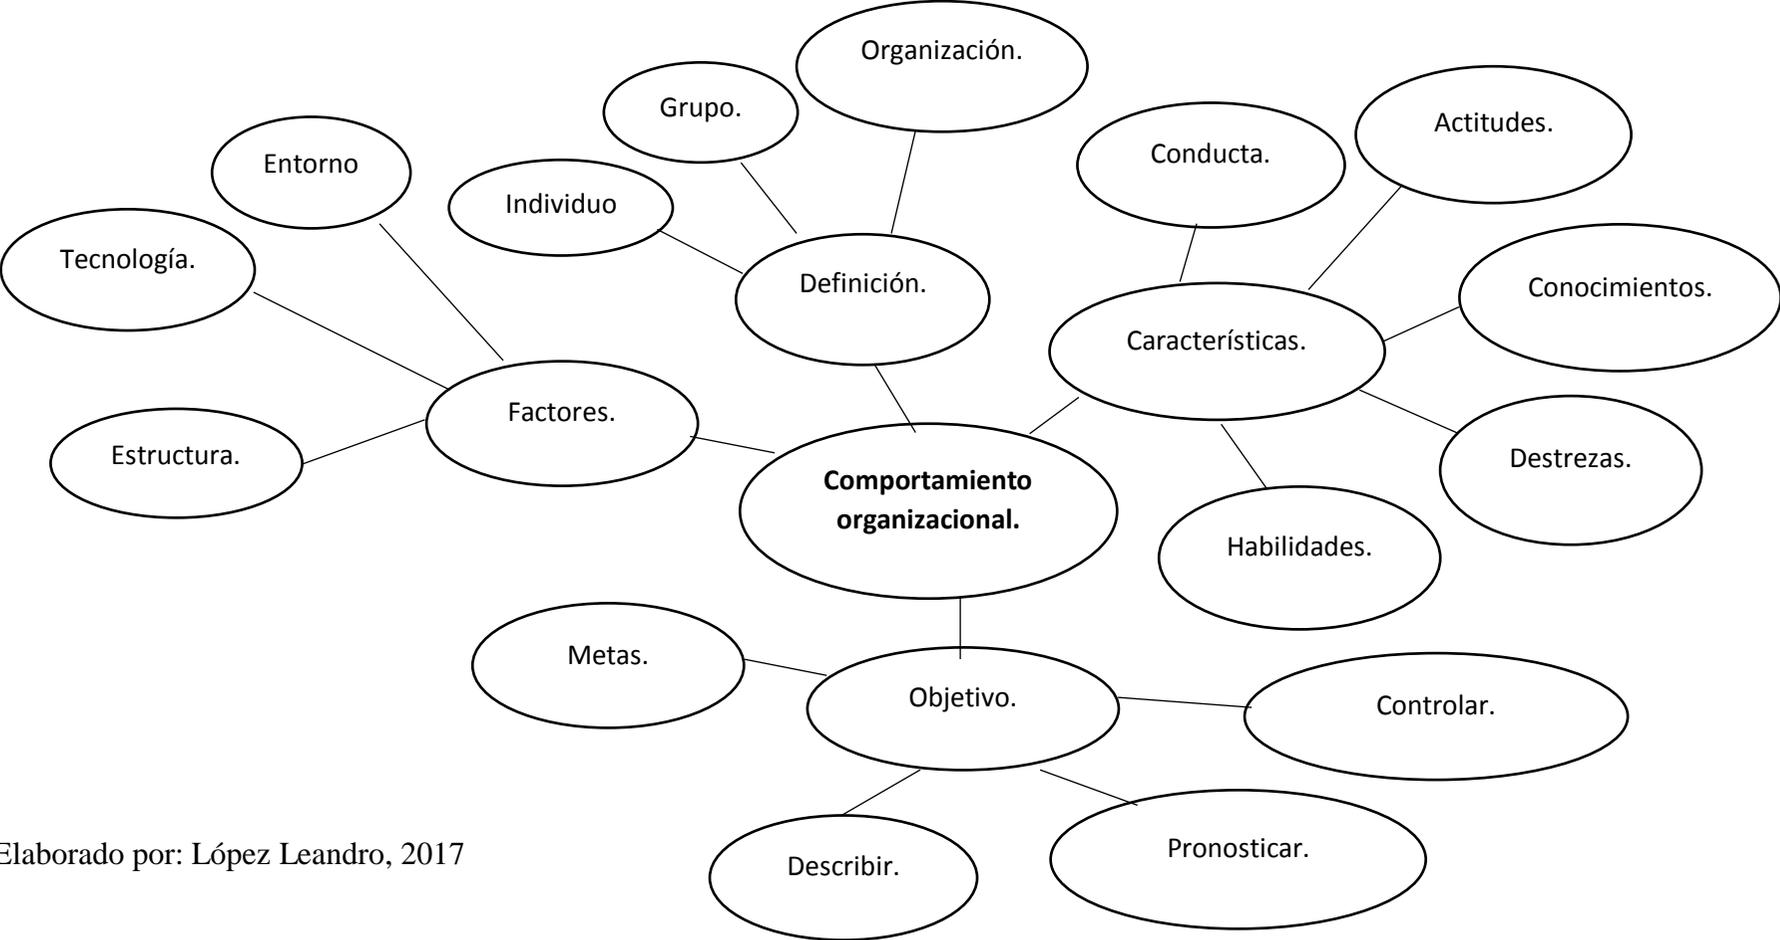 Organización.
Grupo.
Actitudes.
Conducta.
Entorno
Individuo
Tecnología.
Definición.
Conocimientos.
Características.
Factores.
Estructura.
Destrezas.
Comportamiento
organizacional.
Habilidades.
Metas.
Objetivo.
Controlar.
Pronosticar.
Describir.
Elaborado por: López Leandro, 2017